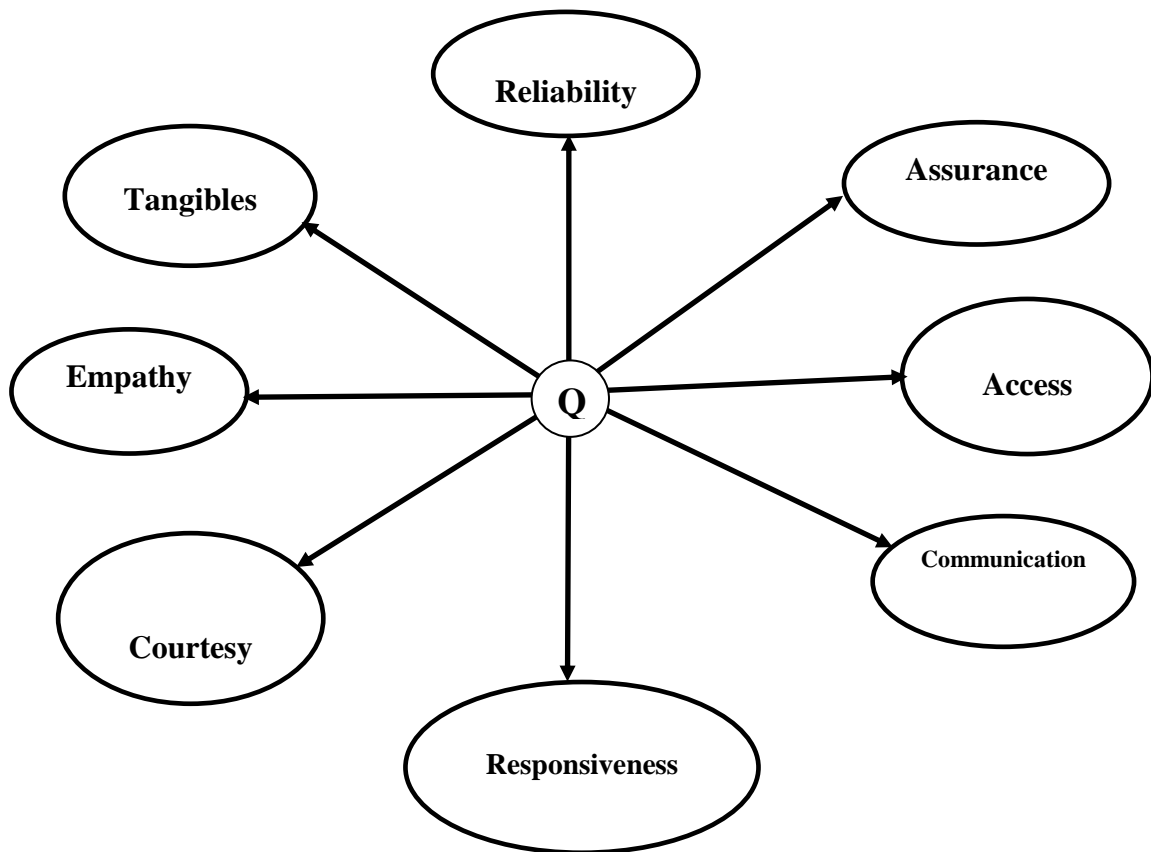 Reliability
Assurance
Tangibles
Empathy
Access
Q
Communication
Courtesy
Responsiveness